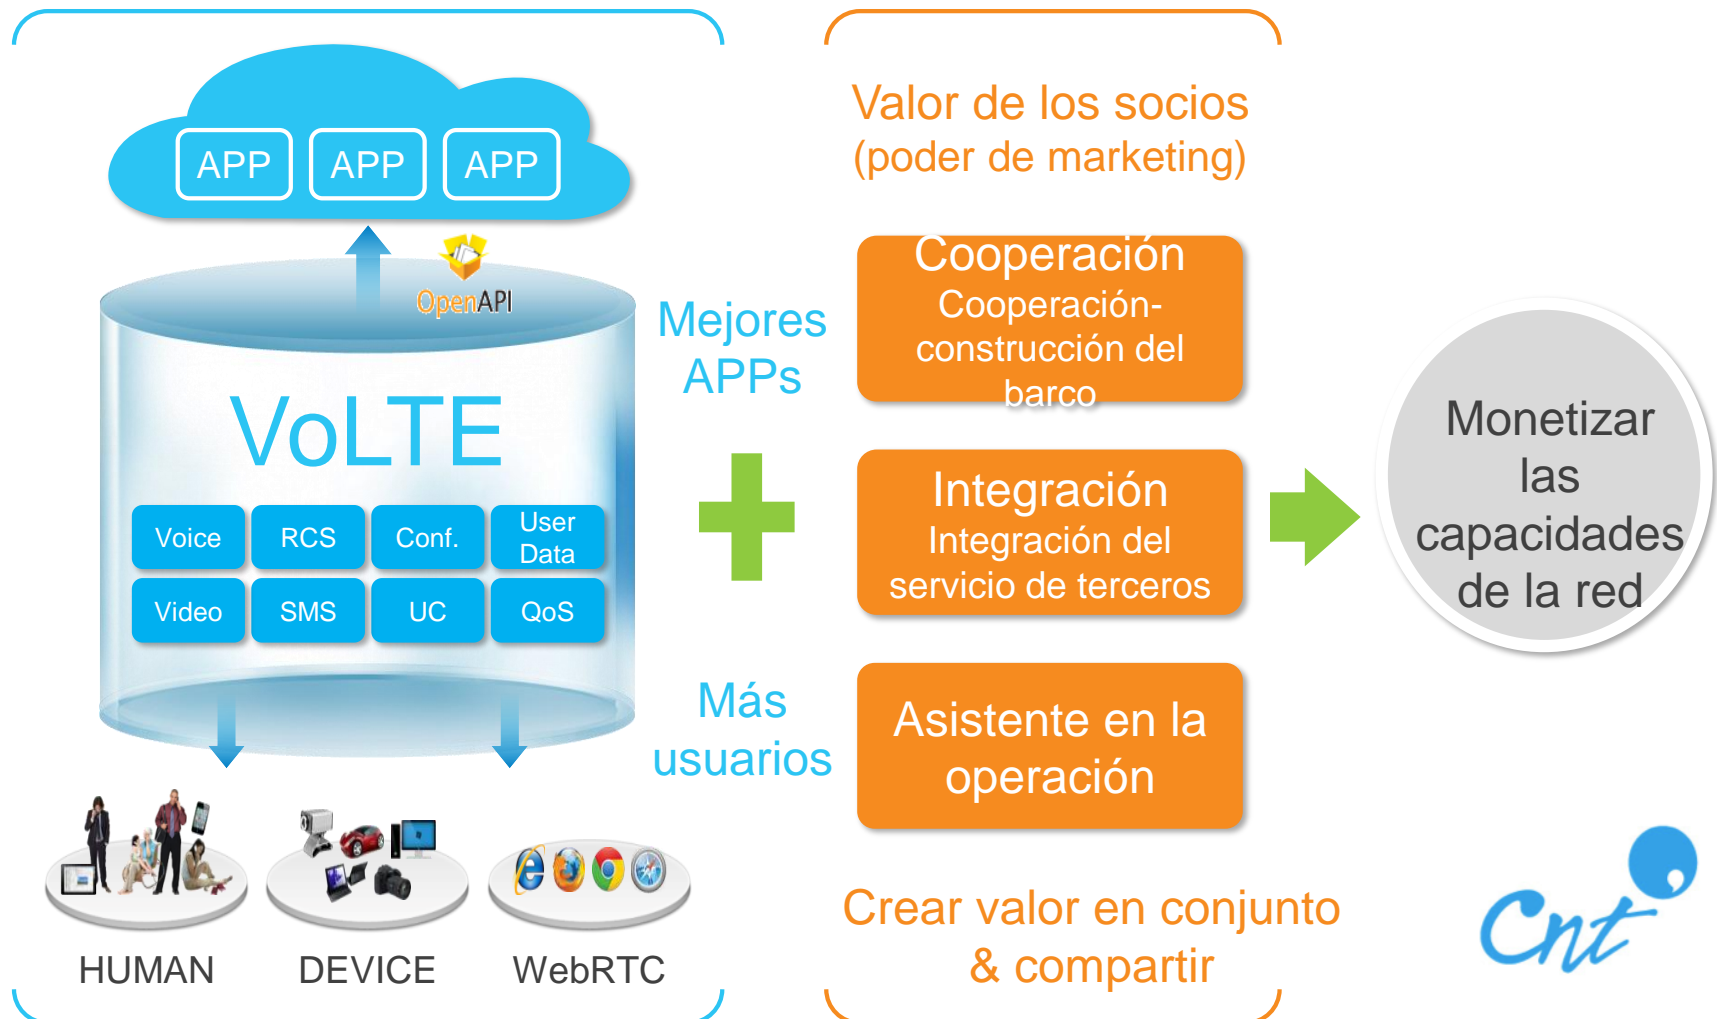 APP APP APP
OpenAPI
VoLTE
Voice RCS Conf. User Data
Video SMS UC QoS
HUMAN DEVICE WebRTC
Mejores
APPs
Más
usuarios
Valor de los socios
(poder de marketing)
Cooperación
Cooperación-
construcción del
barco
Integración
Integración del
servicio de terceros
Asistente en la
operación
Crear valor en conjunto
& compartir
Monetizar
las
capacidades
de la red
Cnt